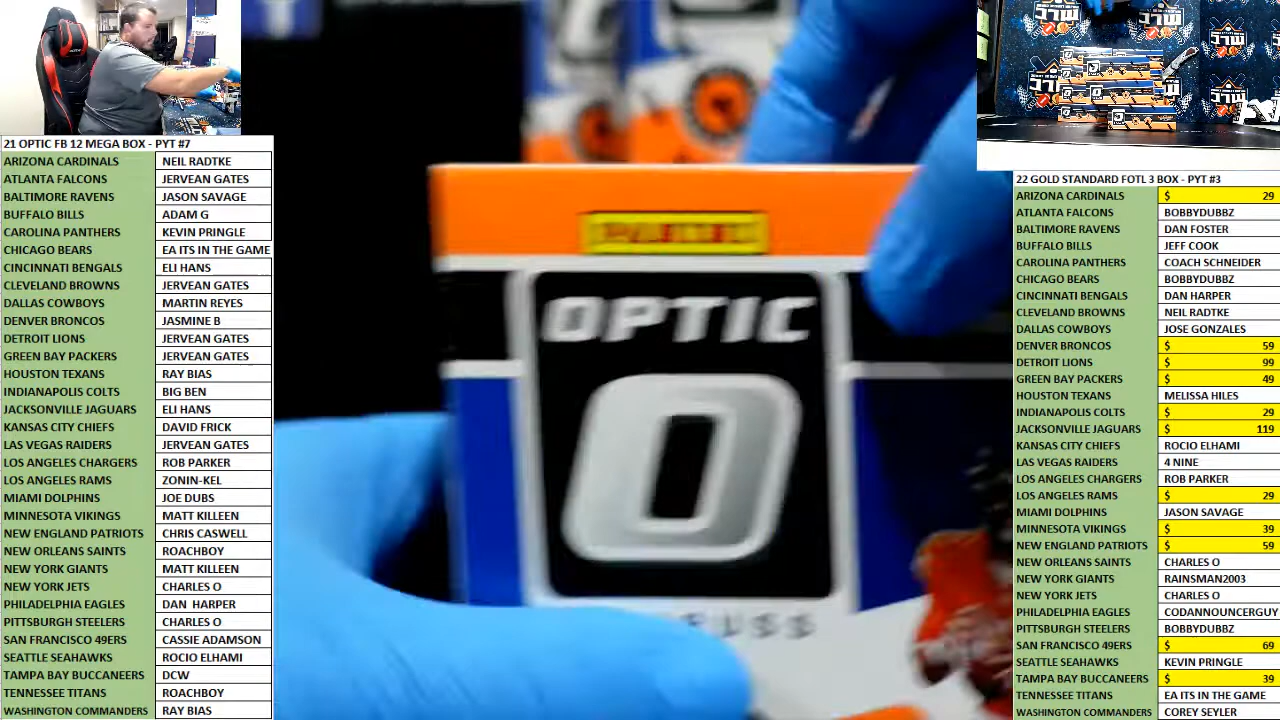 21 OPTIC FB 12 MEGA BOX - PYT #7
ARIZONA CARDINALS NEIL RADTKE
ATLANTA FALCONS JERVEAN GATES
BALTIMORE RAVENS JASON SAVAGE
BUFFALO BILLS ADAM G
CAROLINA PANTHERS KEVIN PRINGLE
CHICAGO BEARS EA ITS IN THE GAME
CINCINNATI BENGALS ELI HANS
CLEVELAND BROWNS JERVEAN GATES
DALLAS COWBOYS MARTIN REYES
DENVER BRONCOS JASMINE B
DETROIT LIONS JERVEAN GATES
GREEN BAY PACKERS JERVEAN GATES
HOUSTON TEXANS RAY BIAS
INDIANAPOLIS COLTS BIG BEN
JACKSONVILLE JAGUARS ELI HANS
KANSAS CITY CHIEFS DAVID FRICK
LAS VEGAS RAIDERS JERVEAN GATES
LOS ANGELES CHARGERS ROB PARKER
LOS ANGELES RAMS ZONIN-KEL
MIAMI DOLPHINS JOE DUBS
MINNESOTA VIKINGS MATT KILLEEN
NEW ENGLAND PATRIOTS CHRIS CASWELL
NEW ORLEANS SAINTS ROACHBOY
NEW YORK GIANTS MATT KILLEEN
NEW YORK JETS CHARLES O
PHILADELPHIA EAGLES DAN HARPER
PITTSBURGH STEELERS CHARLES O
SAN FRANCISCO 49ERS CASSIE ADAMSON
SEATTLE SEAHAWKS ROCIO ELHAMI
TAMPA BAY BUCCANEERS DCW
TENNESSEE TITANS ROACHBOY
WASHINGTON COMMANDERS RAY BIAS
PANINI
OPTIC
O
22 GOLD STANDARD FOTL 3 BOX - PYT #3
ARIZONA CARDINALS $ 29
ATLANTA FALCONS BOBBYDUBBZ
BALTIMORE RAVENS DAN FOSTER
BUFFALO BILLS JEFF COOK
CAROLINA PANTHERS COACH SCHNEIDER
CHICAGO BEARS BOBBYDUBBZ
CINCINNATI BENGALS DAN HARPER
CLEVELAND BROWNS NEIL RADTKE
DALLAS COWBOYS JOSE GONZALES
DENVER BRONCOS $ 59
DETROIT LIONS $ 99
GREEN BAY PACKERS $ 49
HOUSTON TEXANS MELISSA HILES
INDIANAPOLIS COLTS $ 29
JACKSONVILLE JAGUARS $ 119
KANSAS CITY CHIEFS ROCIO ELHAMI
LAS VEGAS RAIDERS 4 NINE
LOS ANGELES CHARGERS ROB PARKER
LOS ANGELES RAMS $ 29
MIAMI DOLPHINS JASON SAVAGE
MINNESOTA VIKINGS $ 39
NEW ENGLAND PATRIOTS $ 59
NEW ORLEANS SAINTS CHARLES O
NEW YORK GIANTS RAINSMAN2003
NEW YORK JETS CHARLES O
PHILADELPHIA EAGLES CODANNOUNCERGUY
PITTSBURGH STEELERS BOBBYDUBBZ
SAN FRANCISCO 49ERS $ 69
SEATTLE SEAHAWKS KEVIN PRINGLE
TAMPA BAY BUCCANEERS $ 39
TENNESSEE TITANS EA ITS IN THE GAME
WASHINGTON COMMANDERS COREY SEYLER